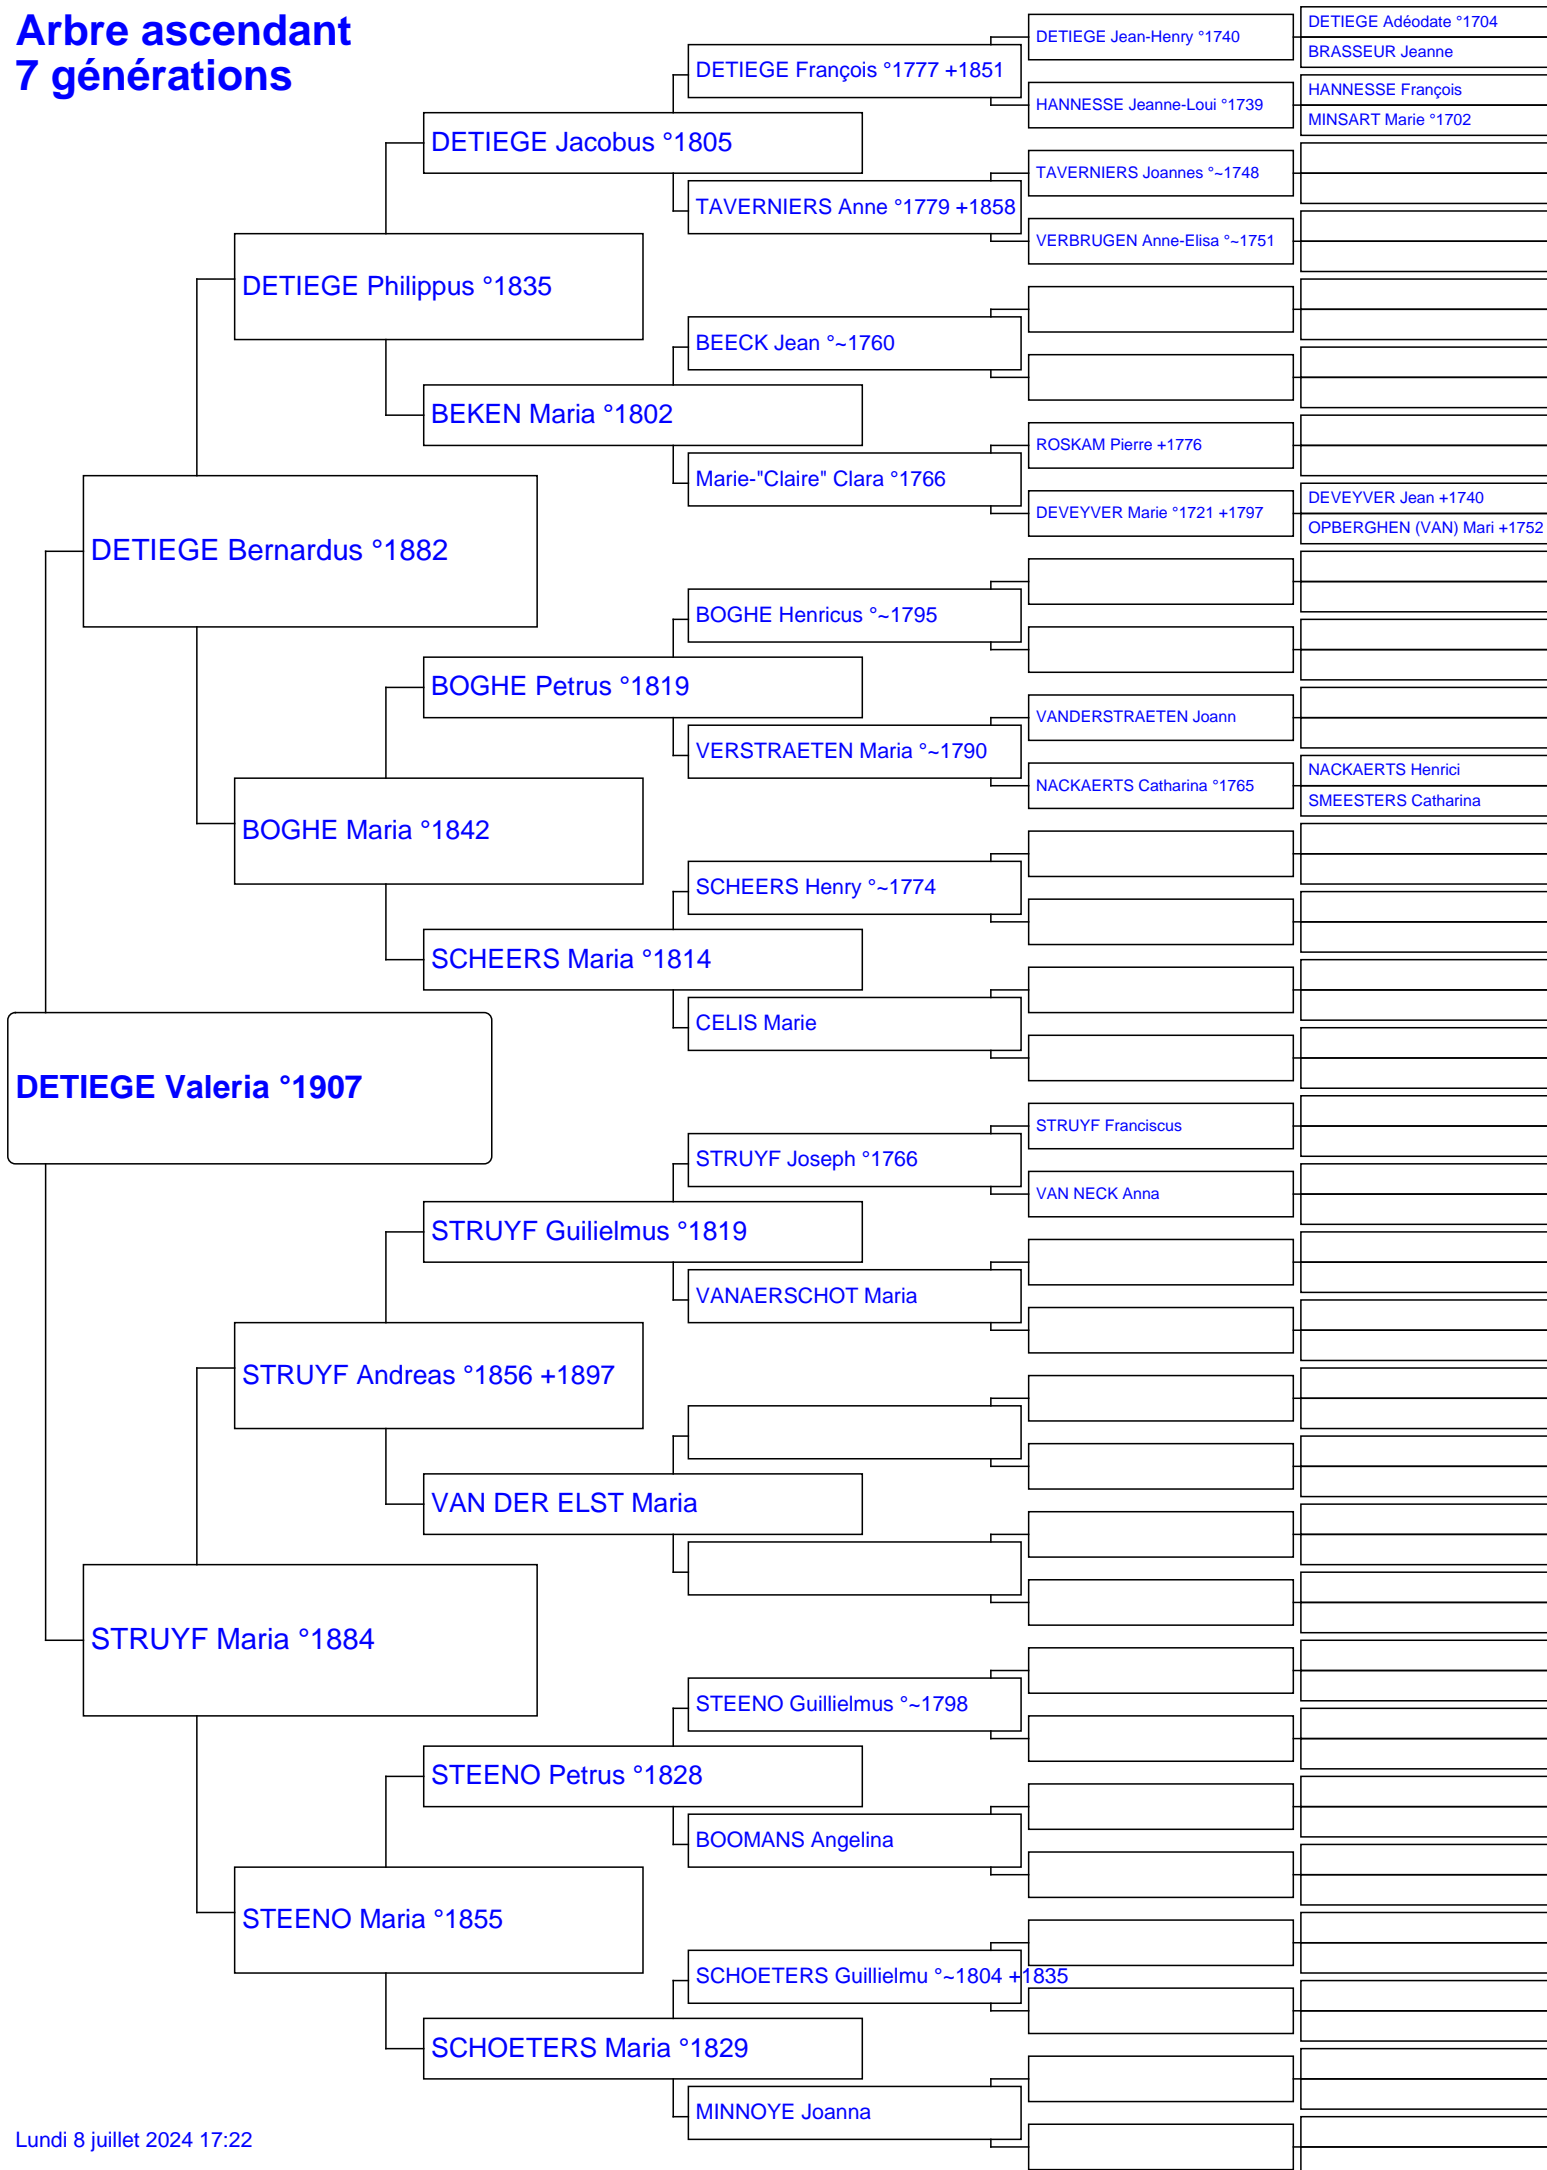 Arbre ascendant
7 générations
DETIEGE Valeria °1907
DETIEGE Bernardus °1882
STRUYF Maria °1884
DETIEGE Philippus °1835
BOGHE Maria °1842
STRUYF Andreas °1856 +1897
STEENO Maria °1855
DETIEGE Jacobus °1805
BEKEN Maria °1802
BOGHE Petrus °1819
SCHEERS Maria °1814
STRUYF Guilielmus °1819
VAN DER ELST Maria
STEENO Petrus °1828
SCHOETERS Maria °1829
DETIEGE François °1777 +1851
TAVERNIERS Anne °1779 +1858
BEECK Jean °~1760
Marie-"Claire" Clara °1766
BOGHE Henricus °~1795
VERSTRAETEN Maria °~1790
SCHEERS Henry °~1774
CELIS Marie
STRUYF Joseph °1766
VANAERSCHOT Maria
STEENO Guillielmus °~1798
BOOMANS Angelina
SCHOETERS Guillielmu °~1804 +1835
MINNOYE Joanna
DETIEGE Jean-Henry °1740
HANNESSE Jeanne-Loui °1739
TAVERNIERS Joannes °~1748
VERBRUGEN Anne-Elisa °~1751
ROSKAM Pierre +1776
DEVEYVER Marie °1721 +1797
VANDERSTRAETEN Joann
NACKAERTS Catharina °1765
STRUYF Franciscus
VAN NECK Anna
DETIEGE Adéodate °1704
BRASSEUR Jeanne
HANNESSE François
MINSART Marie °1702
DEVEYVER Jean +1740
OPBERGHEN (VAN) Mari +1752
NACKAERTS Henrici
SMEESTERS Catharina
Lundi 8 juillet 2024 17:22